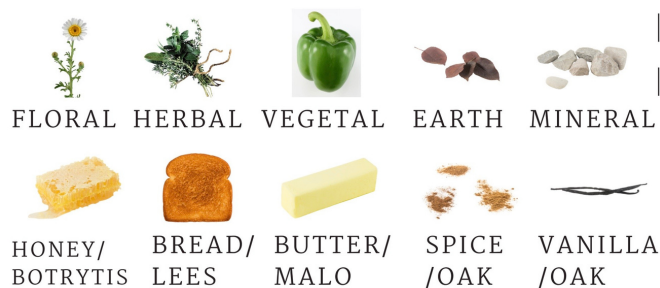 FLORAL HERBAL VEGETAL EARTH MINERAL
HONEY/
BOTRYTIS
BREAD/
LEES
BUTTER/
MALO
SPICE
/OAK
VANILLA
/OAK